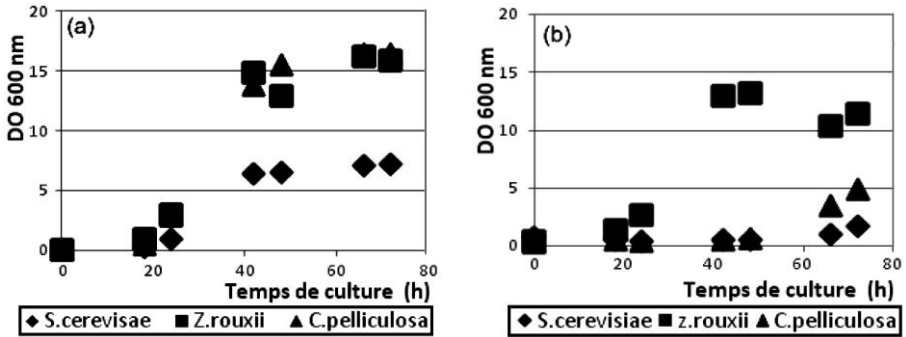 (a)
DO 600 nm
20
15
10
5
0
0 20 40 60 80
Temps de culture (h)
S.cerevisae Z.rouxii C.pelliculosa
(b)
DO 600 nm
20
15
10
5
0
0 20 40 60 80
Temps de culture (h)
S.cerevisiae z.rouxii C.pelliculosa